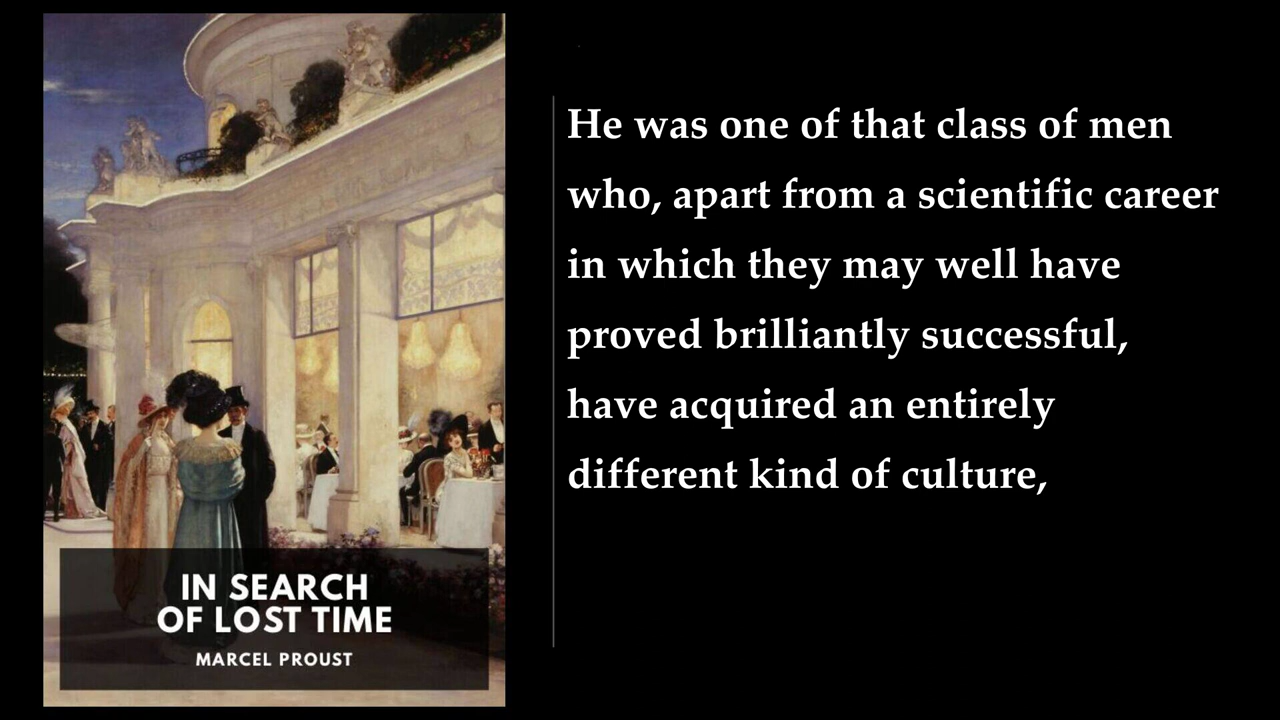 He was one of that class of men
who, apart from a scientific career
in which they may well have
proved brilliantly successful,
have acquired an entirely
different kind of culture,
IN SEARCH
OF LOST TIME
MARCEL PROUST